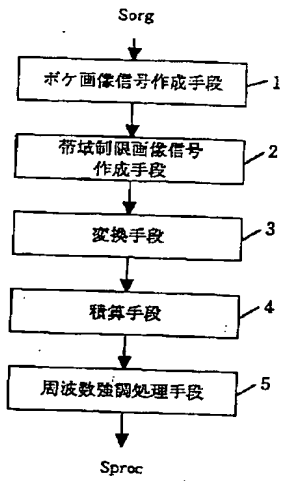 Sorg
ボケ画像信号作成手段
1
帯域制限画像信号
作成手段
2
変換手段
3
積算手段
4
周波数強調処理手段
5
Sproc